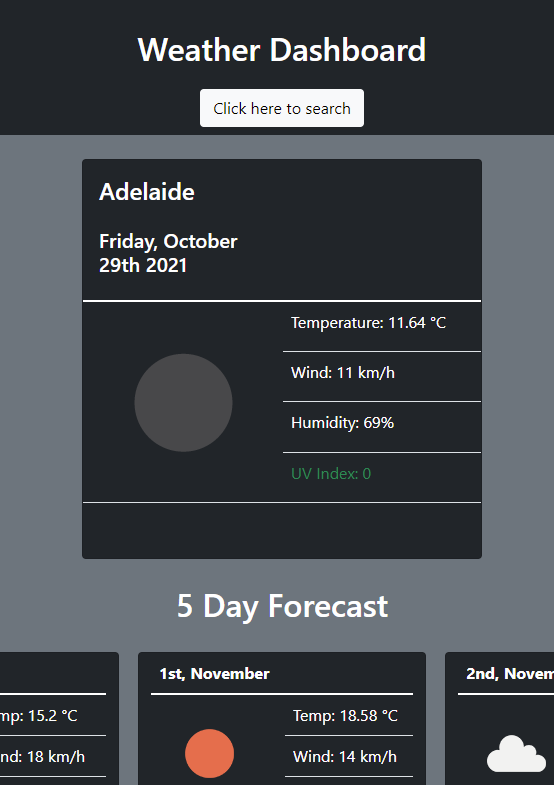 Weather Dashboard
Click here to search
Adelaide
Friday, October
29th 2021
Temperature: 11.64 °C
Wind: 11 km/h
Humidity: 69%
UV Index: 0
5 Day Forecast
mp: 15.2 °C
nd: 18 km/h
1st, November
Temp: 18.58 °C
Wind: 14 km/h
2nd, Novem